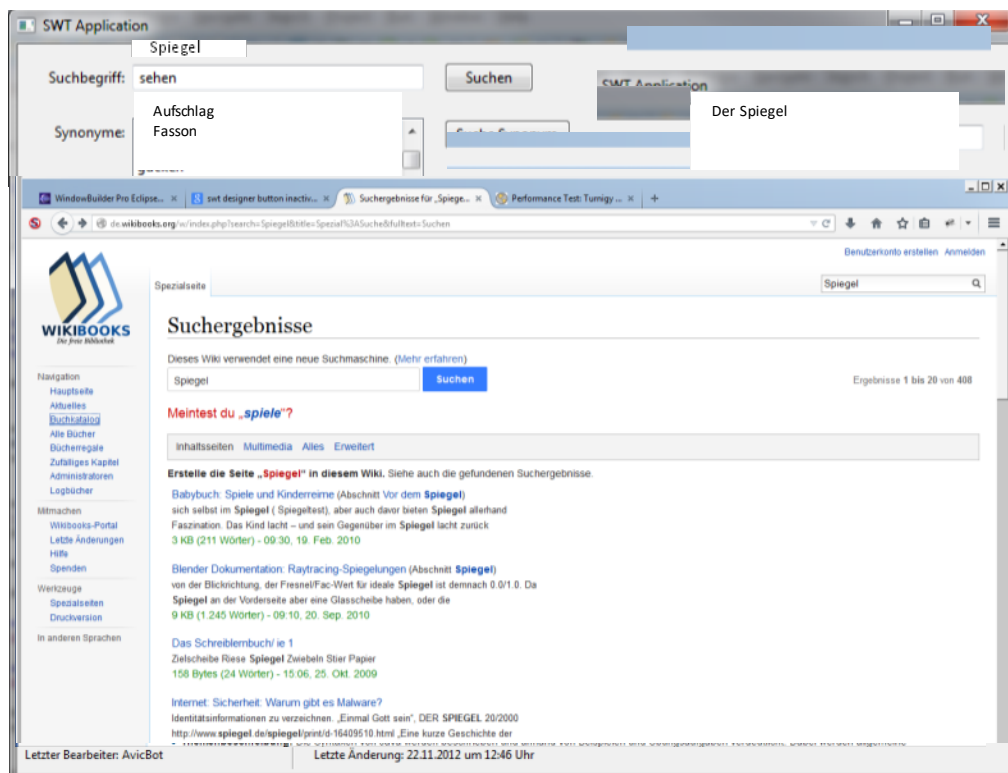 SWT Application
Spiegel
Suchbegriff: sehen Suchen
SWT Application
Aufschlag
Der Spiegel
Synonyme: Fasson
WindowBuilder Pro Eclipse... swt designer button inactiv... Suchergebnisse für „Spiege... Performance Test: Turnigy ...
de.wikibooks.org/w/index.php?search=Spiegel&title=Spezial%3ASuche&fulltext=Suchen
Benutzerkonto erstellen Anmelden
Spezialseite Spiegel
WIKIBOOKS
Die freie Bibliothek
Suchergebnisse
Dieses Wiki verwendet eine neue Suchmaschine. (Mehr erfahren)
Spiegel Suchen Ergebnisse 1 bis 20 von 408
Meintest du „spiele“?
Inhaltsseiten Multimedia Alles Erweitert
Erstelle die Seite „Spiegel“ in diesem Wiki. Siehe auch die gefundenen Suchergebnisse.
Babybuch: Spiele und Kinderreime (Abschnitt Vor dem Spiegel)
sich selbst im Spiegel ( Spiegeltest), aber auch davor bieten Spiegel allerhand
Faszination. Das Kind lacht – und sein Gegenüber im Spiegel lacht zurück
3 KB (211 Wörter) - 09:30, 19. Feb. 2010
Blender Dokumentation: Raytracing-Spiegelungen (Abschnitt Spiegel)
von der Blickrichtung, der Fresnel/Fac-Wert für ideale Spiegel ist demnach 0.0/1.0. Da
Spiegel an der Vorderseite aber eine Glasscheibe haben, oder die
9 KB (1.245 Wörter) - 09:10, 20. Sep. 2010
Das Schreiblernbuch/ ie 1
Zielscheibe Riese Spiegel Zwiebeln Stier Papier
158 Bytes (24 Wörter) - 15:06, 25. Okt. 2009
Internet: Sicherheit: Warum gibt es Malware?
Identitätsinformationen zu verzeichnen. „Einmal Gott sein“, DER SPIEGEL 20/2000
http://www.spiegel.de/spiegel/print/d-16409510.html „Eine kurze Geschichte der
Navigation
Hauptseite
Aktuelles
Buchkatalog
Alle Bücher
Bücherregale
Zufälliges Kapitel
Administratoren
Logbücher
Mitmachen
Wikibooks-Portal
Letzte Änderungen
Hilfe
Spenden
Werkzeuge
Spezialseiten
Druckversion
In anderen Sprachen
Letzter Bearbeiter: AvicBot Letzte Änderung: 22.11.2012 um 12:46 Uhr